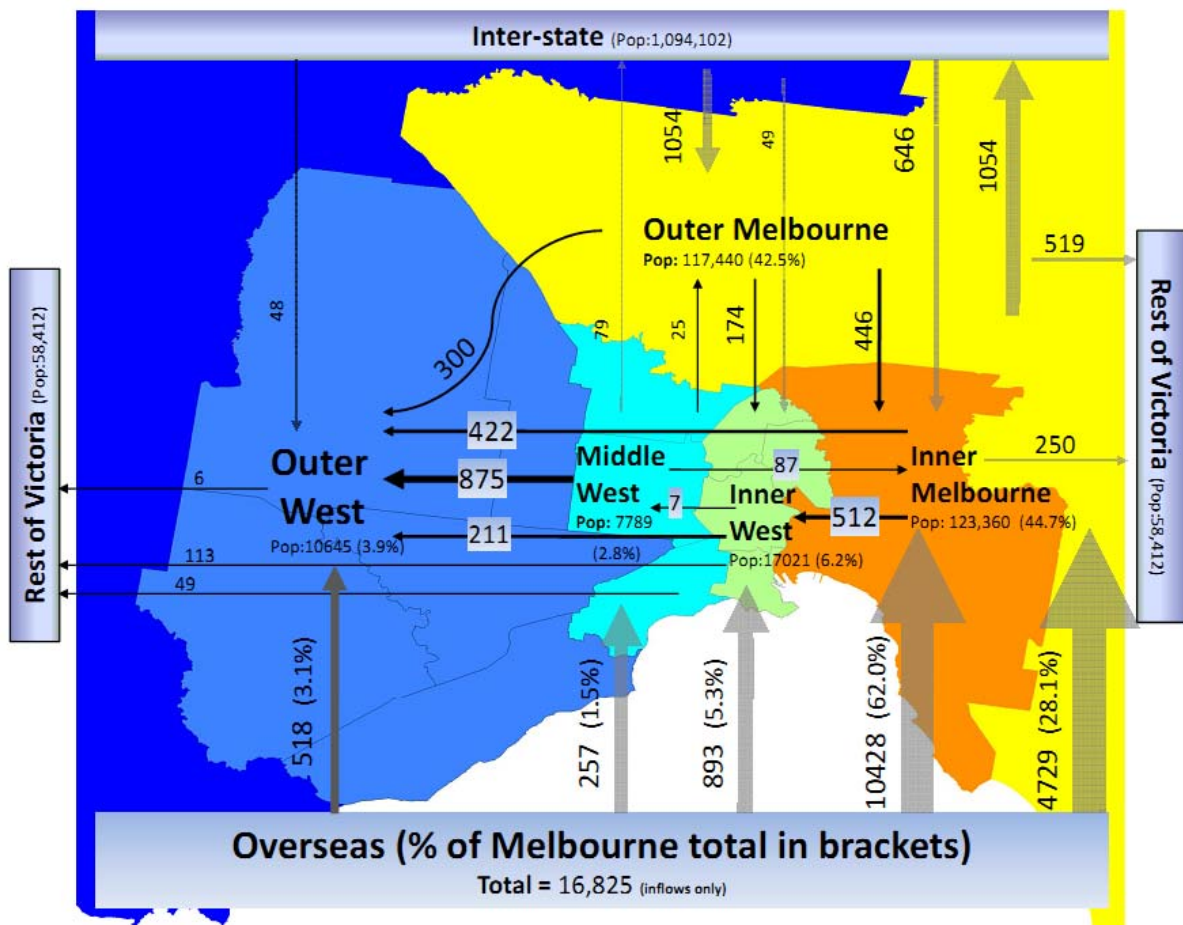 Inter-state (Pop:1,094,102)
1054
49
646
1054
Outer Melbourne
Pop: 117,440 (42.5%)
519
48
79
25
174
446
300
Rest of Victoria (Pop:58,412)
Rest of Victoria (Pop:58,412)
422
Outer
West
Pop:10645 (3.9%)
875
Middle
West
Pop: 7789
(2.8%)
87
7
Inner
West
Pop:17021 (6.2%)
Inner
Melbourne
Pop: 123,360 (44.7%)
250
512
211
6
113
49
518 (3.1%)
257 (1.5%)
893 (5.3%)
10428 (62.0%)
4729 (28.1%)
Overseas (% of Melbourne total in brackets)
Total = 16,825 (inflows only)